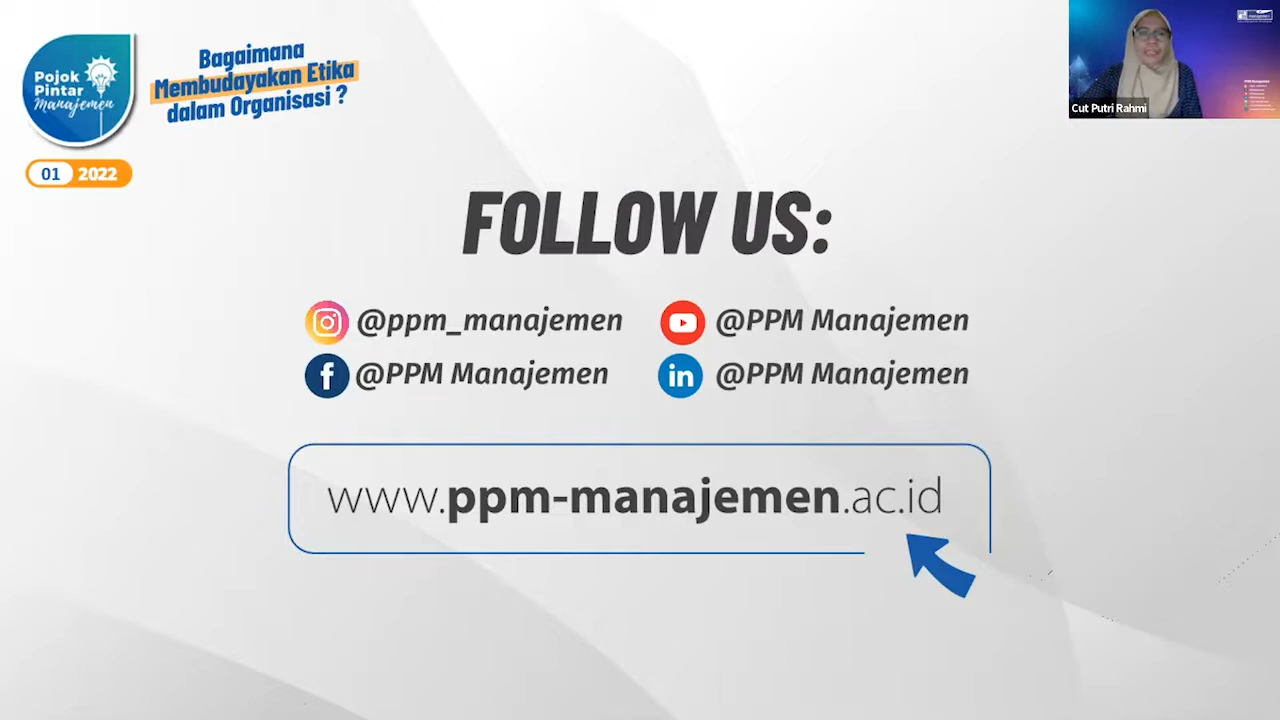 Pojok
Pintar
Manajemen
Bagaimana
Membudayakan Etika
dalam Organisasi ?
01 2022
Cut Putri Rahmi
FOLLOW US:
@ppm_manajemen
@PPM Manajemen
@PPM Manajemen
@PPM Manajemen
www.ppm-manajemen.ac.id